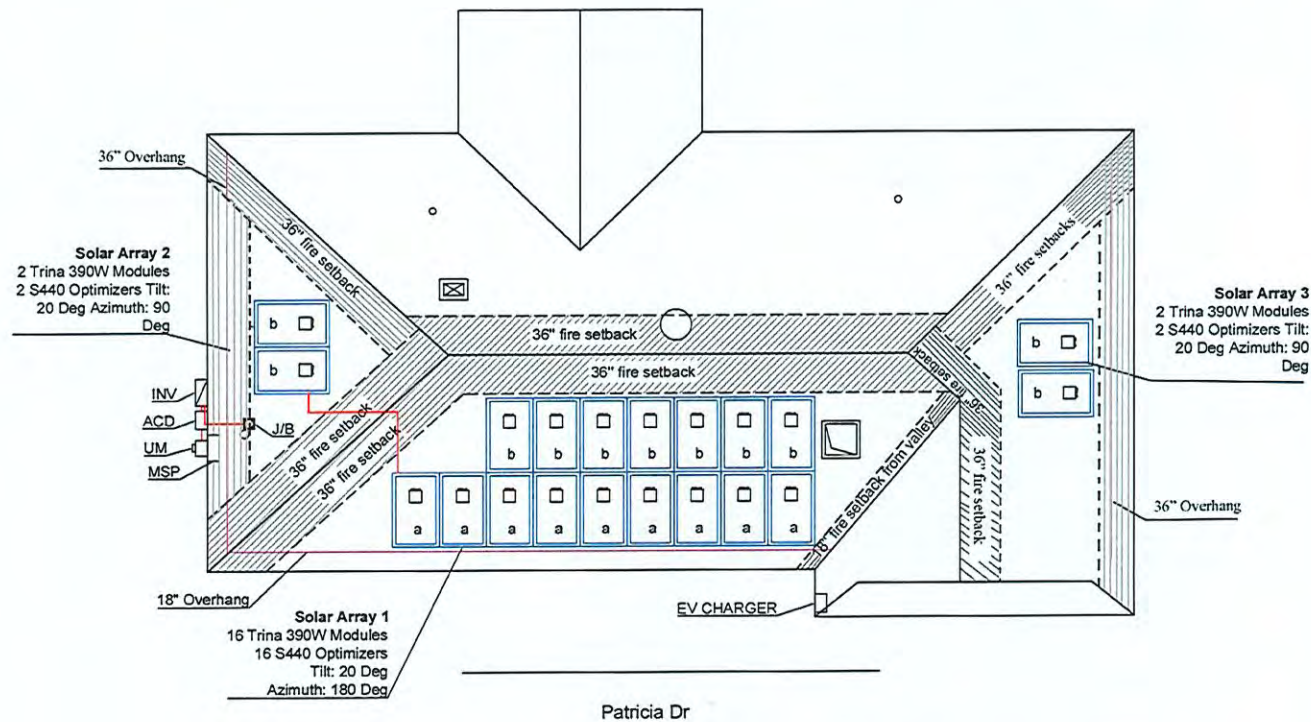 36" Overhang
36" fire setback
36" fire setbacks
Solar Array 2
2 Trina 390W Modules
2 S440 Optimizers Tilt:
20 Deg Azimuth: 90
Deg
Solar Array 3
2 Trina 390W Modules
2 S440 Optimizers Tilt:
20 Deg Azimuth: 90
Deg
b
b
b
b
36" fire setback
36" fire setback
36" fire setback
INV
ACD
UM
MSP
J/B
36" fire setback
36" fire setback
b b b b b b b
a a a a a a a a a
18" fire setback from valley
36" fire setback
36" Overhang
18" Overhang
EV CHARGER
Solar Array 1
16 Trina 390W Modules
16 S440 Optimizers
Tilt: 20 Deg
Azimuth: 180 Deg
Patricia Dr